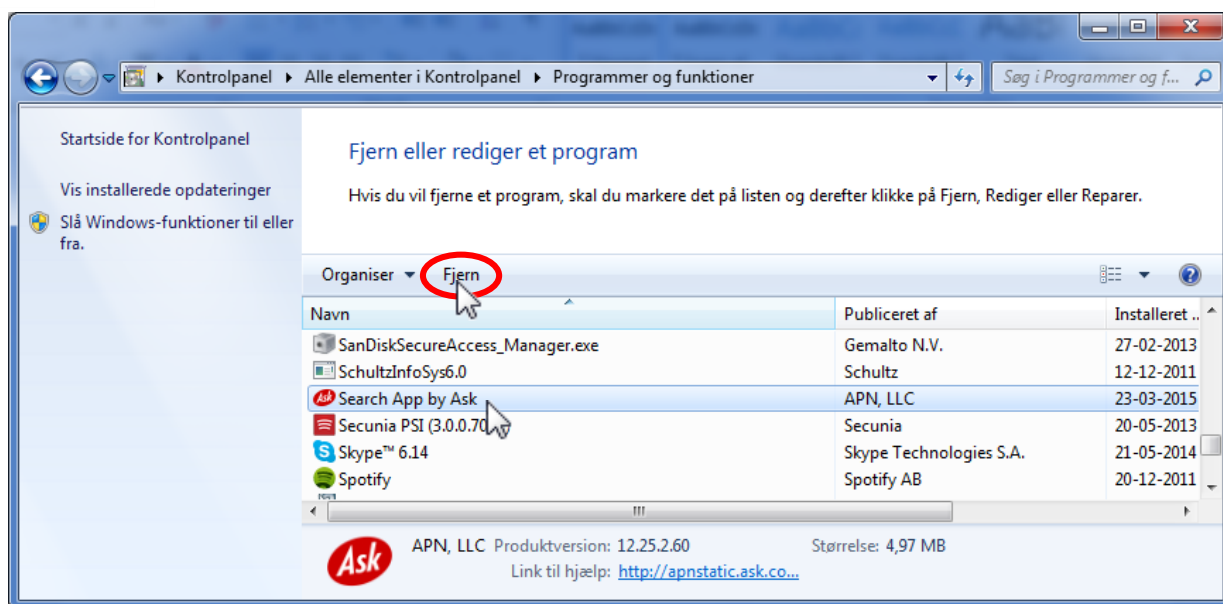 Kontrolpanel ▸ Alle elementer i Kontrolpanel ▸ Programmer og funktioner
Søg i Programmer og f...
Startside for Kontrolpanel
Vis installerede opdateringer
Slå Windows-funktioner til eller
fra.
Fjern eller rediger et program
Hvis du vil fjerne et program, skal du markere det på listen og derefter klikke på Fjern, Rediger eller Reparer.
Organiser Fjern
Navn Publiceret af Installeret ..
SanDiskSecureAccess_Manager.exe Gemalto N.V. 27-02-2013
SchultzInfoSys6.0 Schultz 12-12-2011
Ask Search App by Ask APN, LLC 23-03-2015
Secunia PSI (3.0.0.70 Secunia 20-05-2013
Skype™ 6.14 Skype Technologies S.A. 21-05-2014
Spotify Spotify AB 20-12-2011
Ask
APN, LLC Produktversion: 12.25.2.60 Størrelse: 4,97 MB
Link til hjælp: http://apnstatic.ask.co...